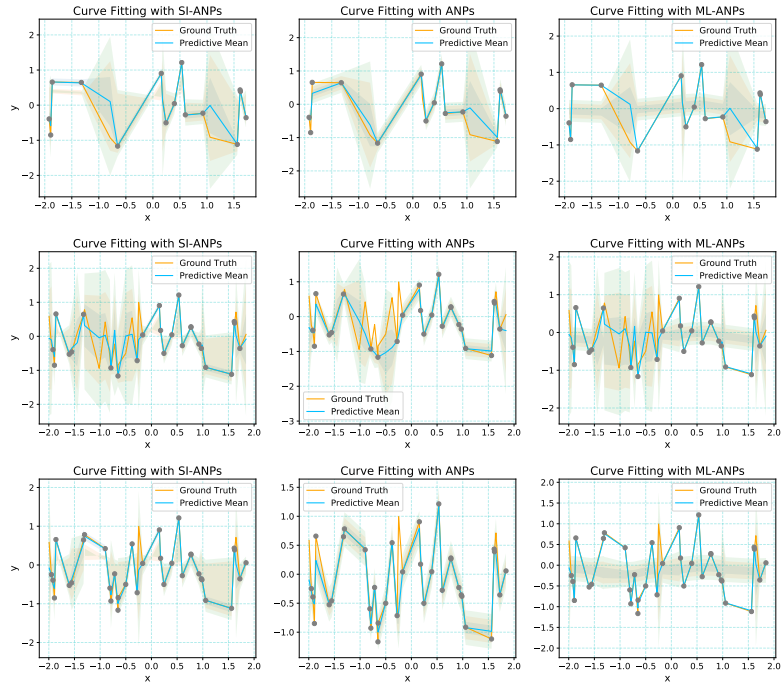 Curve Fitting with SI-ANPs
Ground Truth
Predictive Mean
2
1
0
−1
−2
y
−2.0 −1.5 −1.0 −0.5 0.0 0.5 1.0 1.5
x
Curve Fitting with ANPs
Ground Truth
Predictive Mean
2
1
0
−1
−2
−2.0 −1.5 −1.0 −0.5 0.0 0.5 1.0 1.5
x
Curve Fitting with ML-ANPs
Ground Truth
Predictive Mean
2
1
0
−1
−2
−2.0 −1.5 −1.0 −0.5 0.0 0.5 1.0 1.5
x
Curve Fitting with SI-ANPs
Ground Truth
Predictive Mean
2
1
0
−1
−2
y
−2.0 −1.5 −1.0 −0.5 0.0 0.5 1.0 1.5 2.0
x
Curve Fitting with ANPs
2
1
0
−1
−2
−3
Ground Truth
Predictive Mean
−2.0 −1.5 −1.0 −0.5 0.0 0.5 1.0 1.5 2.0
x
Curve Fitting with ML-ANPs
Ground Truth
Predictive Mean
2
1
0
−1
−2
−2.0 −1.5 −1.0 −0.5 0.0 0.5 1.0 1.5 2.0
x
Curve Fitting with SI-ANPs
Ground Truth
Predictive Mean
2
1
0
−1
−2
y
−2.0 −1.5 −1.0 −0.5 0.0 0.5 1.0 1.5 2.0
x
Curve Fitting with ANPs
Ground Truth
Predictive Mean
1.5
1.0
0.5
0.0
−0.5
−1.0
−2.0 −1.5 −1.0 −0.5 0.0 0.5 1.0 1.5 2.0
x
Curve Fitting with ML-ANPs
Ground Truth
Predictive Mean
2.0
1.5
1.0
0.5
0.0
−0.5
−1.0
−1.5
−2.0
−2.0 −1.5 −1.0 −0.5 0.0 0.5 1.0 1.5 2.0
x